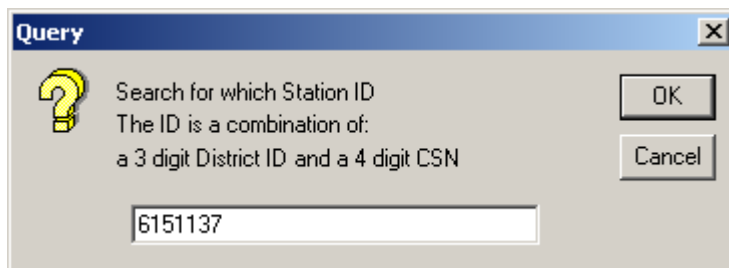 Query
Search for which Station ID
The ID is a combination of:
a 3 digit District ID and a 4 digit CSN
OK
Cancel
6151137